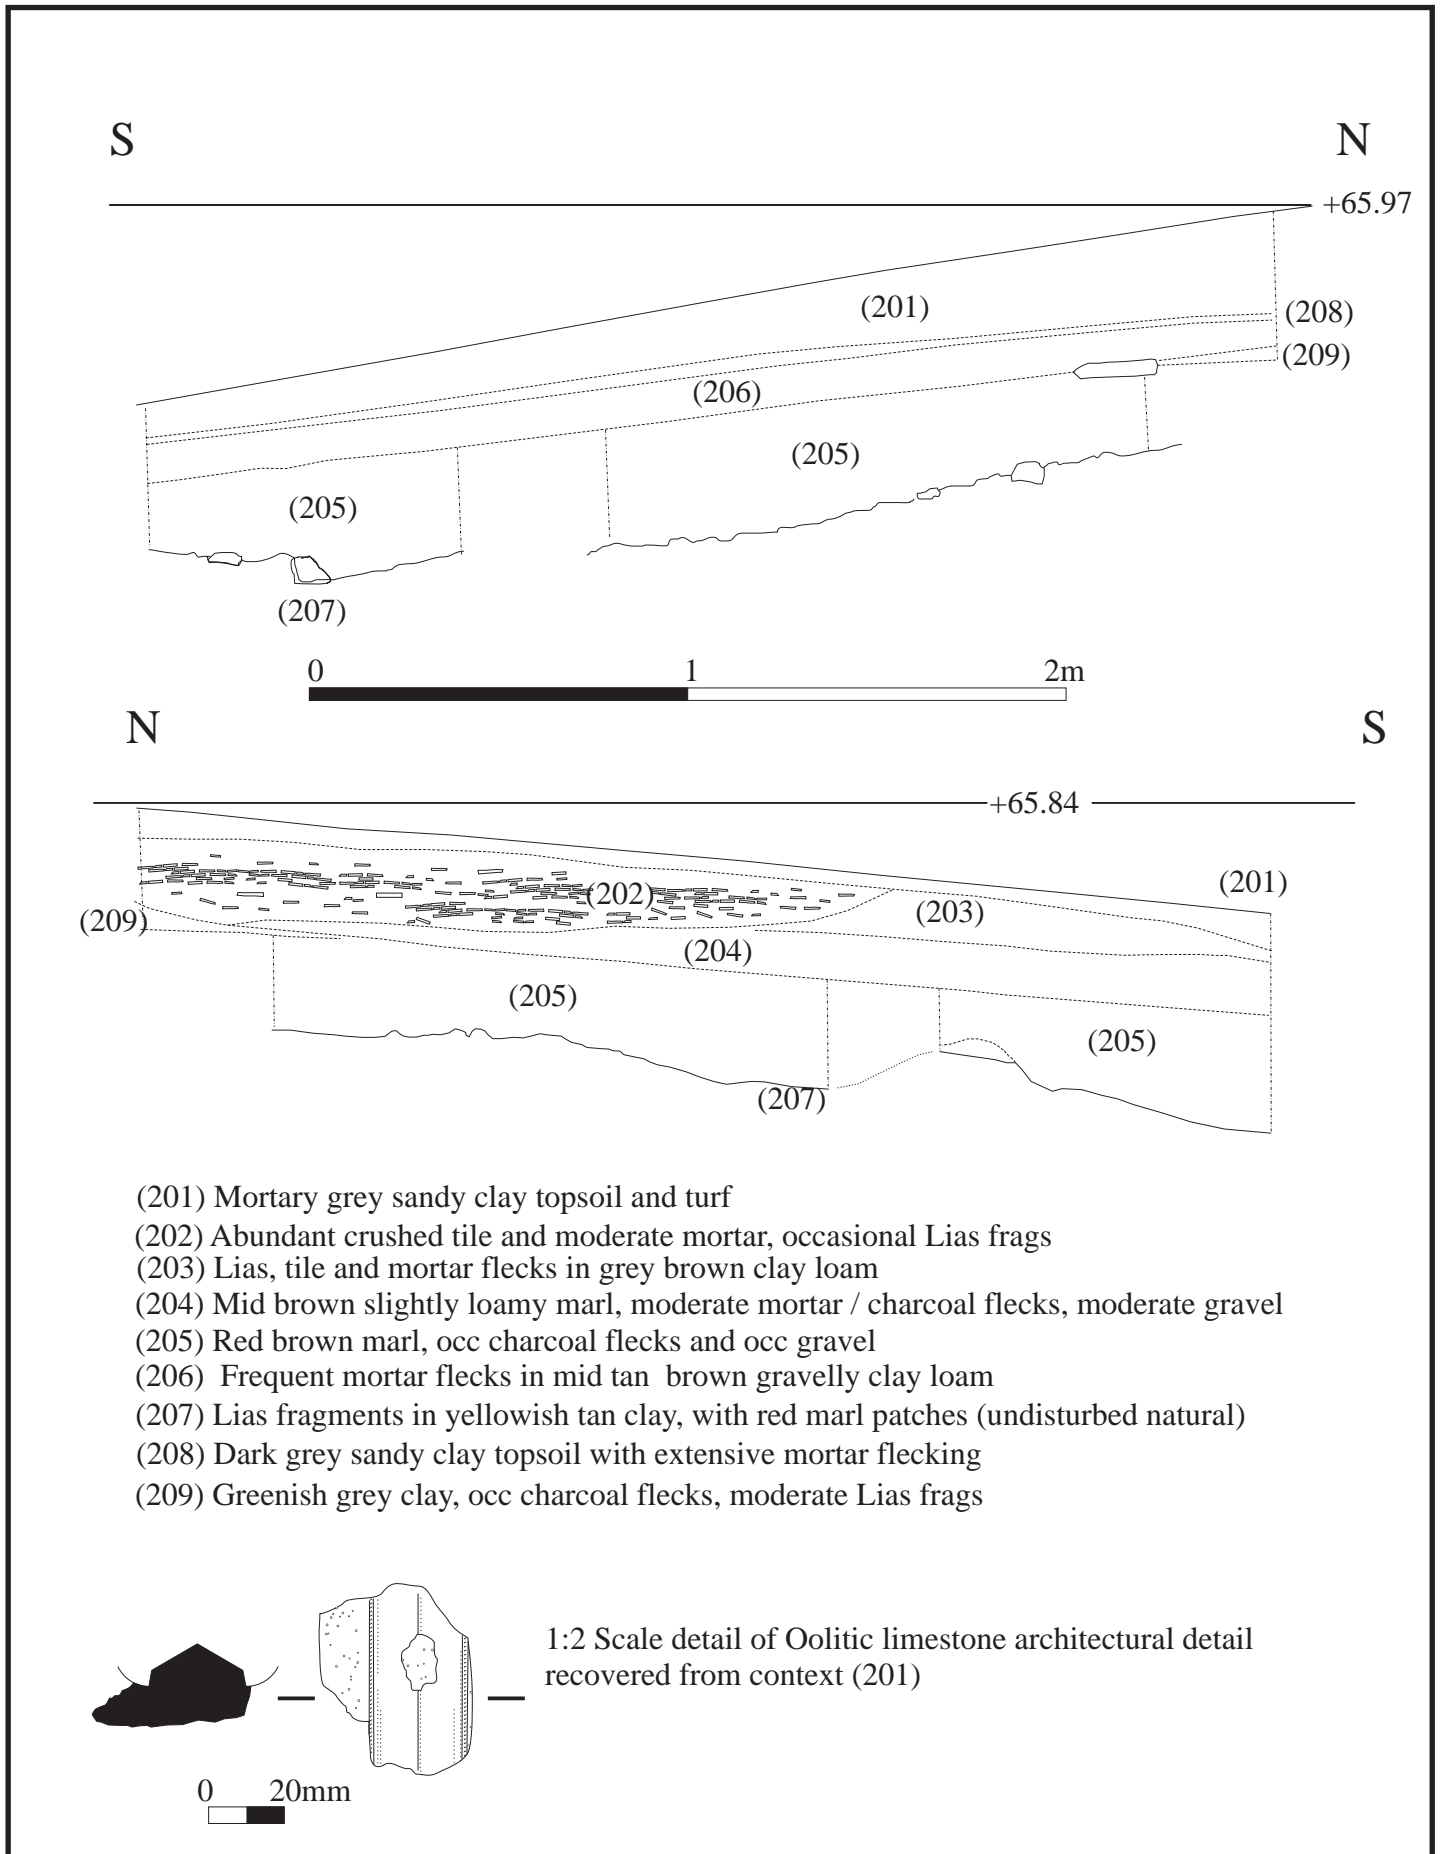 S
N
+65.97
(201)
(208)
(209)
(206)
(205)
(205)
(207)
0 1 2m
N
S
+65.84
(201)
(202)
(203)
(209)
(204)
(205)
(205)
(207)
(201) Mortary grey sandy clay topsoil and turf
(202) Abundant crushed tile and moderate mortar, occasional Lias frags
(203) Lias, tile and mortar flecks in grey brown clay loam
(204) Mid brown slightly loamy marl, moderate mortar / charcoal flecks, moderate gravel
(205) Red brown marl, occ charcoal flecks and occ gravel
(206) Frequent mortar flecks in mid tan brown gravelly clay loam
(207) Lias fragments in yellowish tan clay, with red marl patches (undisturbed natural)
(208) Dark grey sandy clay topsoil with extensive mortar flecking
(209) Greenish grey clay, occ charcoal flecks, moderate Lias frags
1:2 Scale detail of Oolitic limestone architectural detail
recovered from context (201)
0 20mm